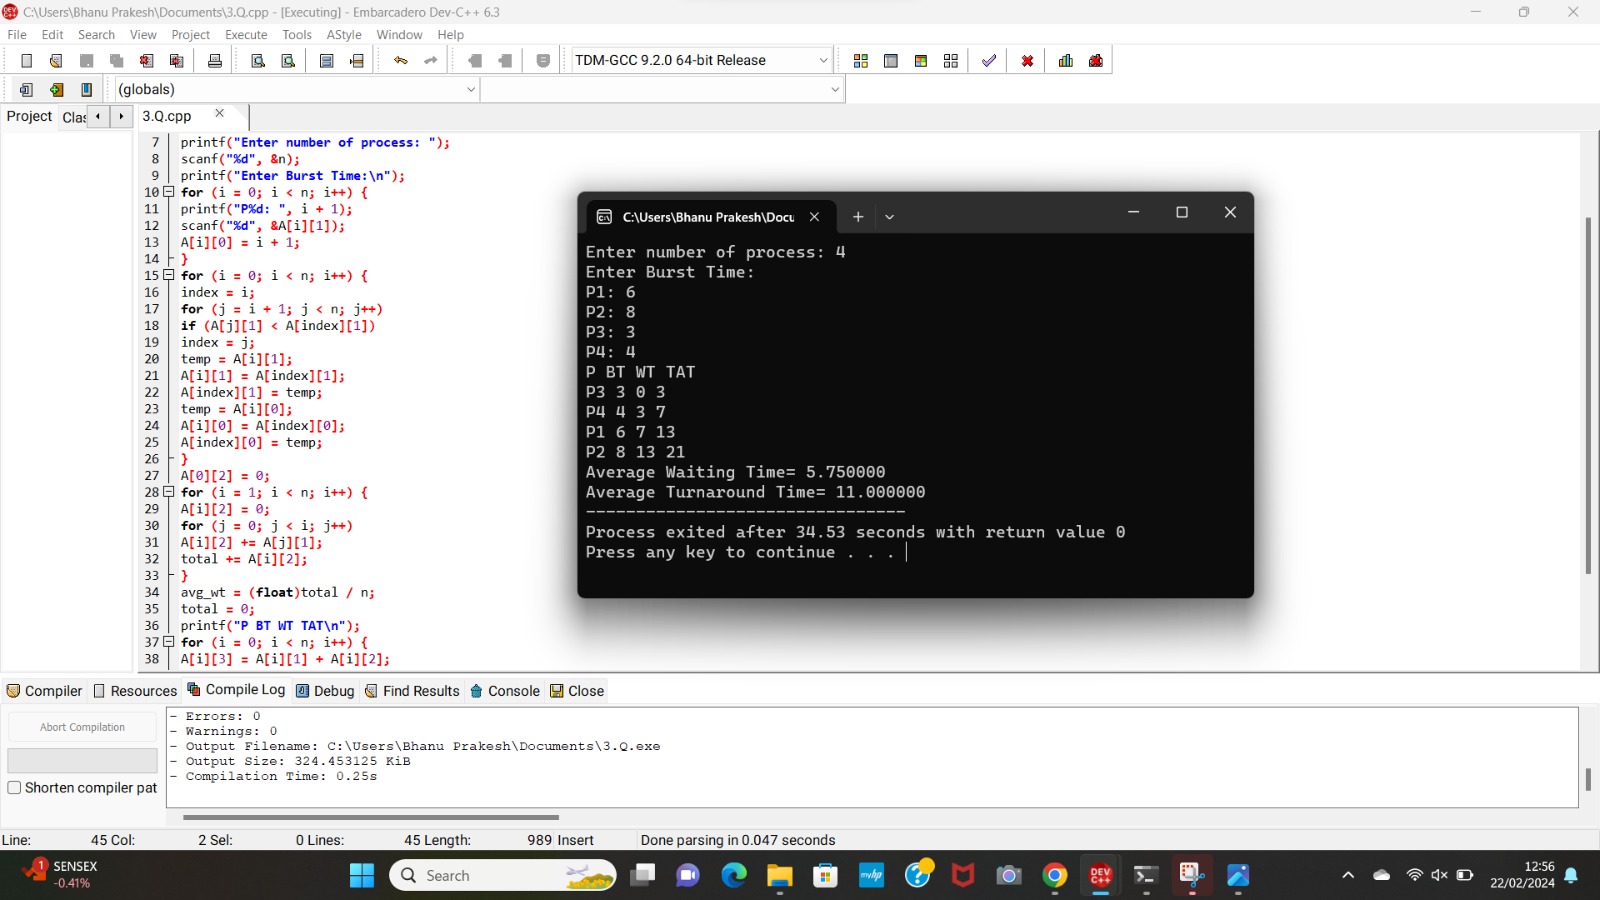 C:\Users\Bhanu Prakesh\Documents\3.Q.cpp - [Executing] - Embarcadero Dev-C++ 6.3
File Edit Search View Project Execute Tools AStyle Window Help
TDM-GCC 9.2.0 64-bit Release
(globals)
Project Clas 3.Q.cpp
7 printf("Enter number of process: ");
8 scanf("%d", &n);
9 printf("Enter Burst Time:\n");
10 for (i = 0; i < n; i++) {
11 printf("P%d: ", i + 1);
12 scanf("%d", &A[i][1]);
13 A[i][0] = i + 1;
14 }
15 for (i = 0; i < n; i++) {
16 index = i;
17 for (j = i + 1; j < n; j++)
18 if (A[j][1] < A[index][1])
19 index = j;
20 temp = A[i][1];
21 A[i][1] = A[index][1];
22 A[index][1] = temp;
23 temp = A[i][0];
24 A[i][0] = A[index][0];
25 A[index][0] = temp;
26 }
27 A[0][2] = 0;
28 for (i = 1; i < n; i++) {
29 A[i][2] = 0;
30 for (j = 0; j < i; j++)
31 A[i][2] += A[j][1];
32 total += A[i][2];
33 }
34 avg_wt = (float)total / n;
35 total = 0;
36 printf("P BT WT TAT\n");
37 for (i = 0; i < n; i++) {
38 A[i][3] = A[i][1] + A[i][2];
C:\Users\Bhanu Prakesh\Docu
Enter number of process: 4
Enter Burst Time:
P1: 6
P2: 8
P3: 3
P4: 4
P BT WT TAT
P3 3 0 3
P4 4 3 7
P1 6 7 13
P2 8 13 21
Average Waiting Time= 5.750000
Average Turnaround Time= 11.000000
--------------------------------
Process exited after 34.53 seconds with return value 0
Press any key to continue . . .
Compiler Resources Compile Log Debug Find Results Console Close
Abort Compilation
Shorten compiler pat
- Errors: 0
- Warnings: 0
- Output Filename: C:\Users\Bhanu Prakesh\Documents\3.Q.exe
- Output Size: 324.453125 KiB
- Compilation Time: 0.25s
Line: 45 Col: 2 Sel: 0 Lines: 45 Length: 989 Insert Done parsing in 0.047 seconds
1 SENSEX
-0.41%
Search
myhp
DEV C++
12:56
22/02/2024